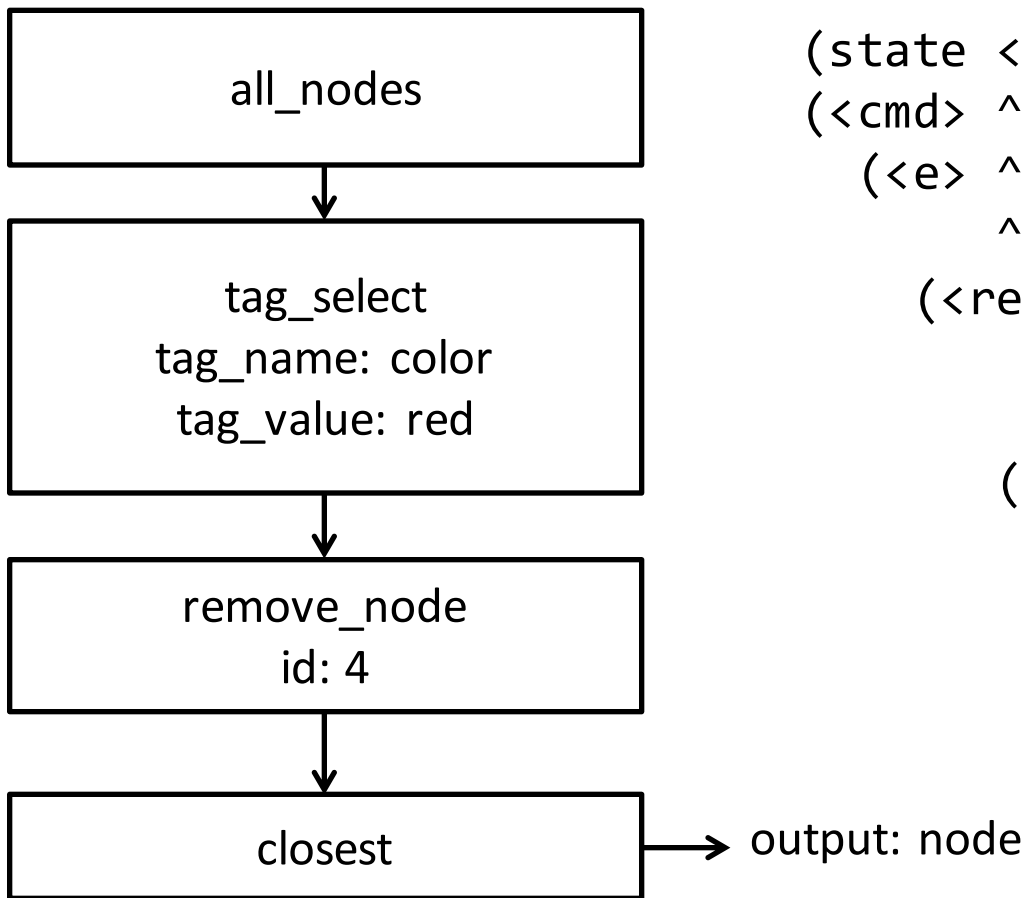 all_nodes
tag_select
tag_name: color
tag_value: red
remove_node
id: 4
closest
output: node
(state <
(<cmd> ^
(<e> ^
^
(<re
(